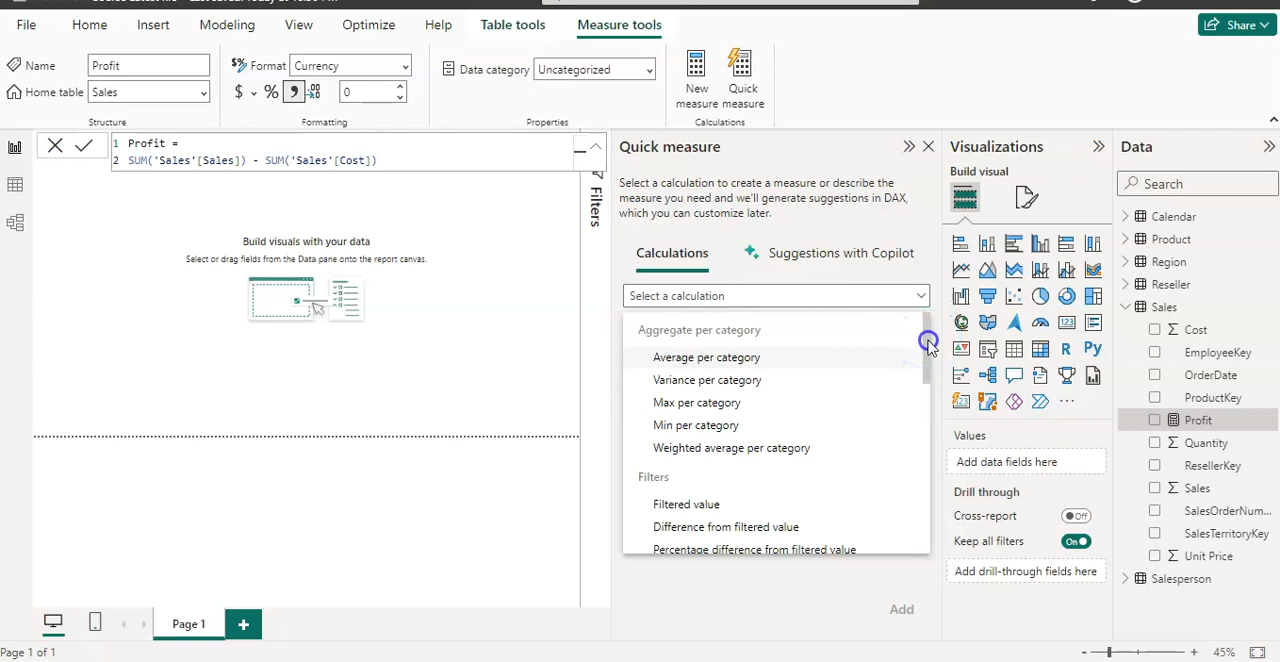 File Home Insert Modeling View Optimize Help Table tools Measure tools Share
Name Profit
Home table Sales
Structure
Format Currency
$ % 0
Formatting
Data category Uncategorized
Properties
New measure
Quick measure
Calculations
1 Profit =
2 SUM('Sales'[Sales]) - SUM('Sales'[Cost])
Build visuals with your data
Select or drag fields from the Data pane onto the report canvas.
Filters
Quick measure
Select a calculation to create a measure or describe the
measure you need and we'll generate suggestions in DAX,
which you can customize later.
Calculations Suggestions with Copilot
Select a calculation
Aggregate per category
Average per category
Variance per category
Max per category
Min per category
Weighted average per category
Filters
Filtered value
Difference from filtered value
Percentage difference from filtered value
Add
Visualizations
Build visual
123
R Py
Values
Add data fields here
Drill through
Cross-report Off
Keep all filters On
Add drill-through fields here
Data
Search
Calendar
Product
Region
Reseller
Sales
Cost
EmployeeKey
OrderDate
ProductKey
Profit
Quantity
ResellerKey
Sales
SalesOrderNum...
SalesTerritoryKey
Unit Price
Salesperson
Page 1
Page 1 of 1
45%